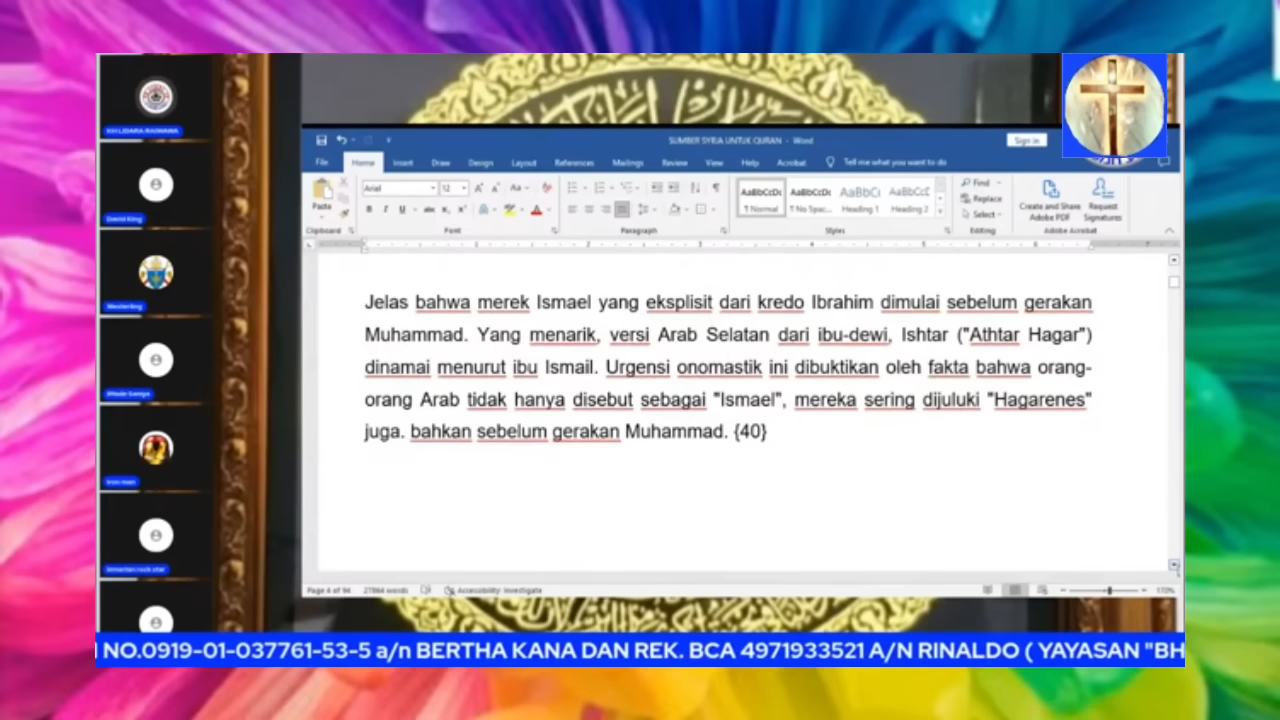 SUMBER SYRIA UNTUK QURAN - Word
Sign in
File Home Insert Draw Design Layout References Mailings Review View Help Acrobat Tell me what you want to do
Paste
Clipboard
Arial 12
Font
Paragraph
AaBbCcDc AaBbCcDc AaBbC AaBbCcE
¶ Normal ¶ No Spac... Heading 1 Heading 2
Styles
Find
Replace
Select
Editing
Create and Share Adobe PDF
Request Signatures
Adobe Acrobat
David King
Iron man
Jelas bahwa merek Ismael yang eksplisit dari kredo Ibrahim dimulai sebelum gerakan
Muhammad. Yang menarik, versi Arab Selatan dari ibu-dewi, Ishtar ("Athtar Hagar")
dinamai menurut ibu Ismail. Urgensi onomastik ini dibuktikan oleh fakta bahwa orang-
orang Arab tidak hanya disebut sebagai "Ismael", mereka sering dijuluki "Hagarenes"
juga. bahkan sebelum gerakan Muhammad. {40}
Page 4 of 94 27864 words Accessibility: Investigate
170%
NO.0919-01-037761-53-5 a/n BERTHA KANA DAN REK. BCA 4971933521 A/N RINALDO ( YAYASAN "BH